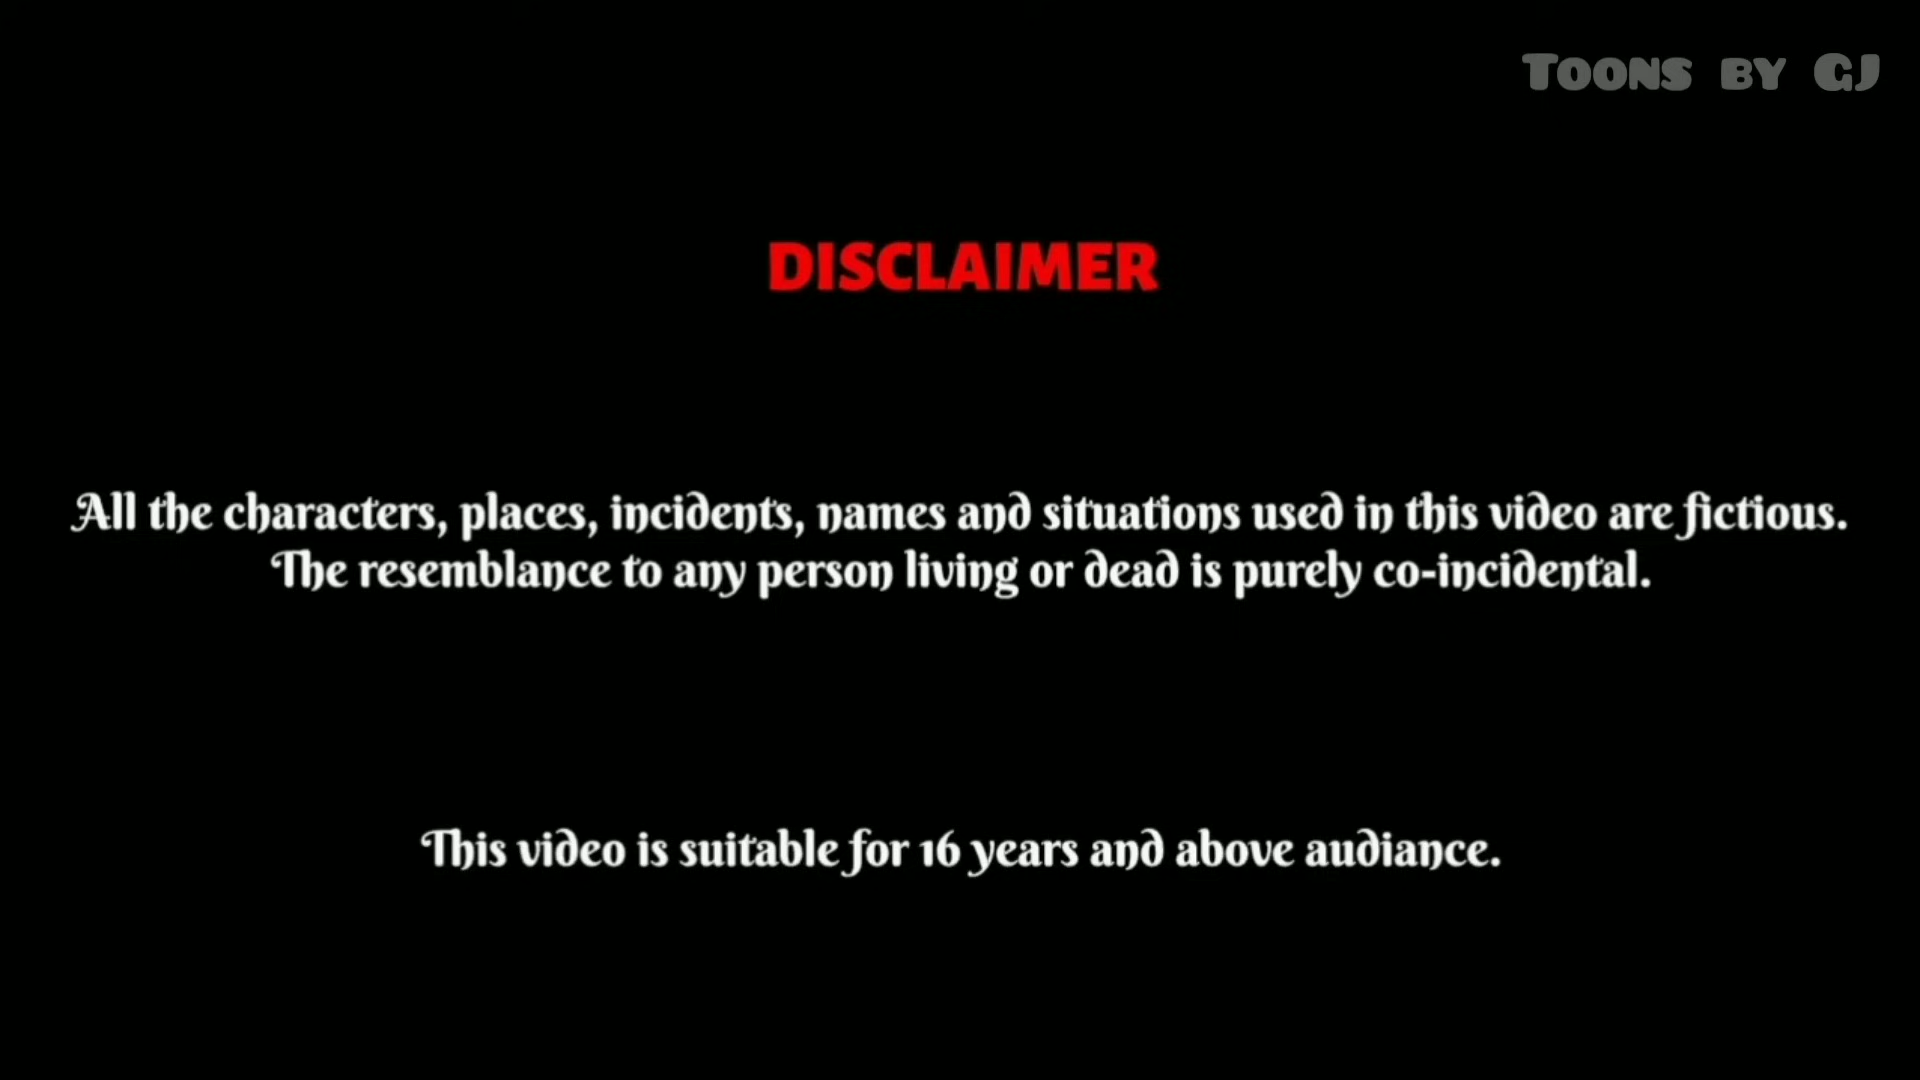 Toons by GJ
DISCLAIMER
All the characters, places, incidents, names and situations used in this video are fictious.
The resemblance to any person living or dead is purely co-incidental.
This video is suitable for 16 years and above audiance.